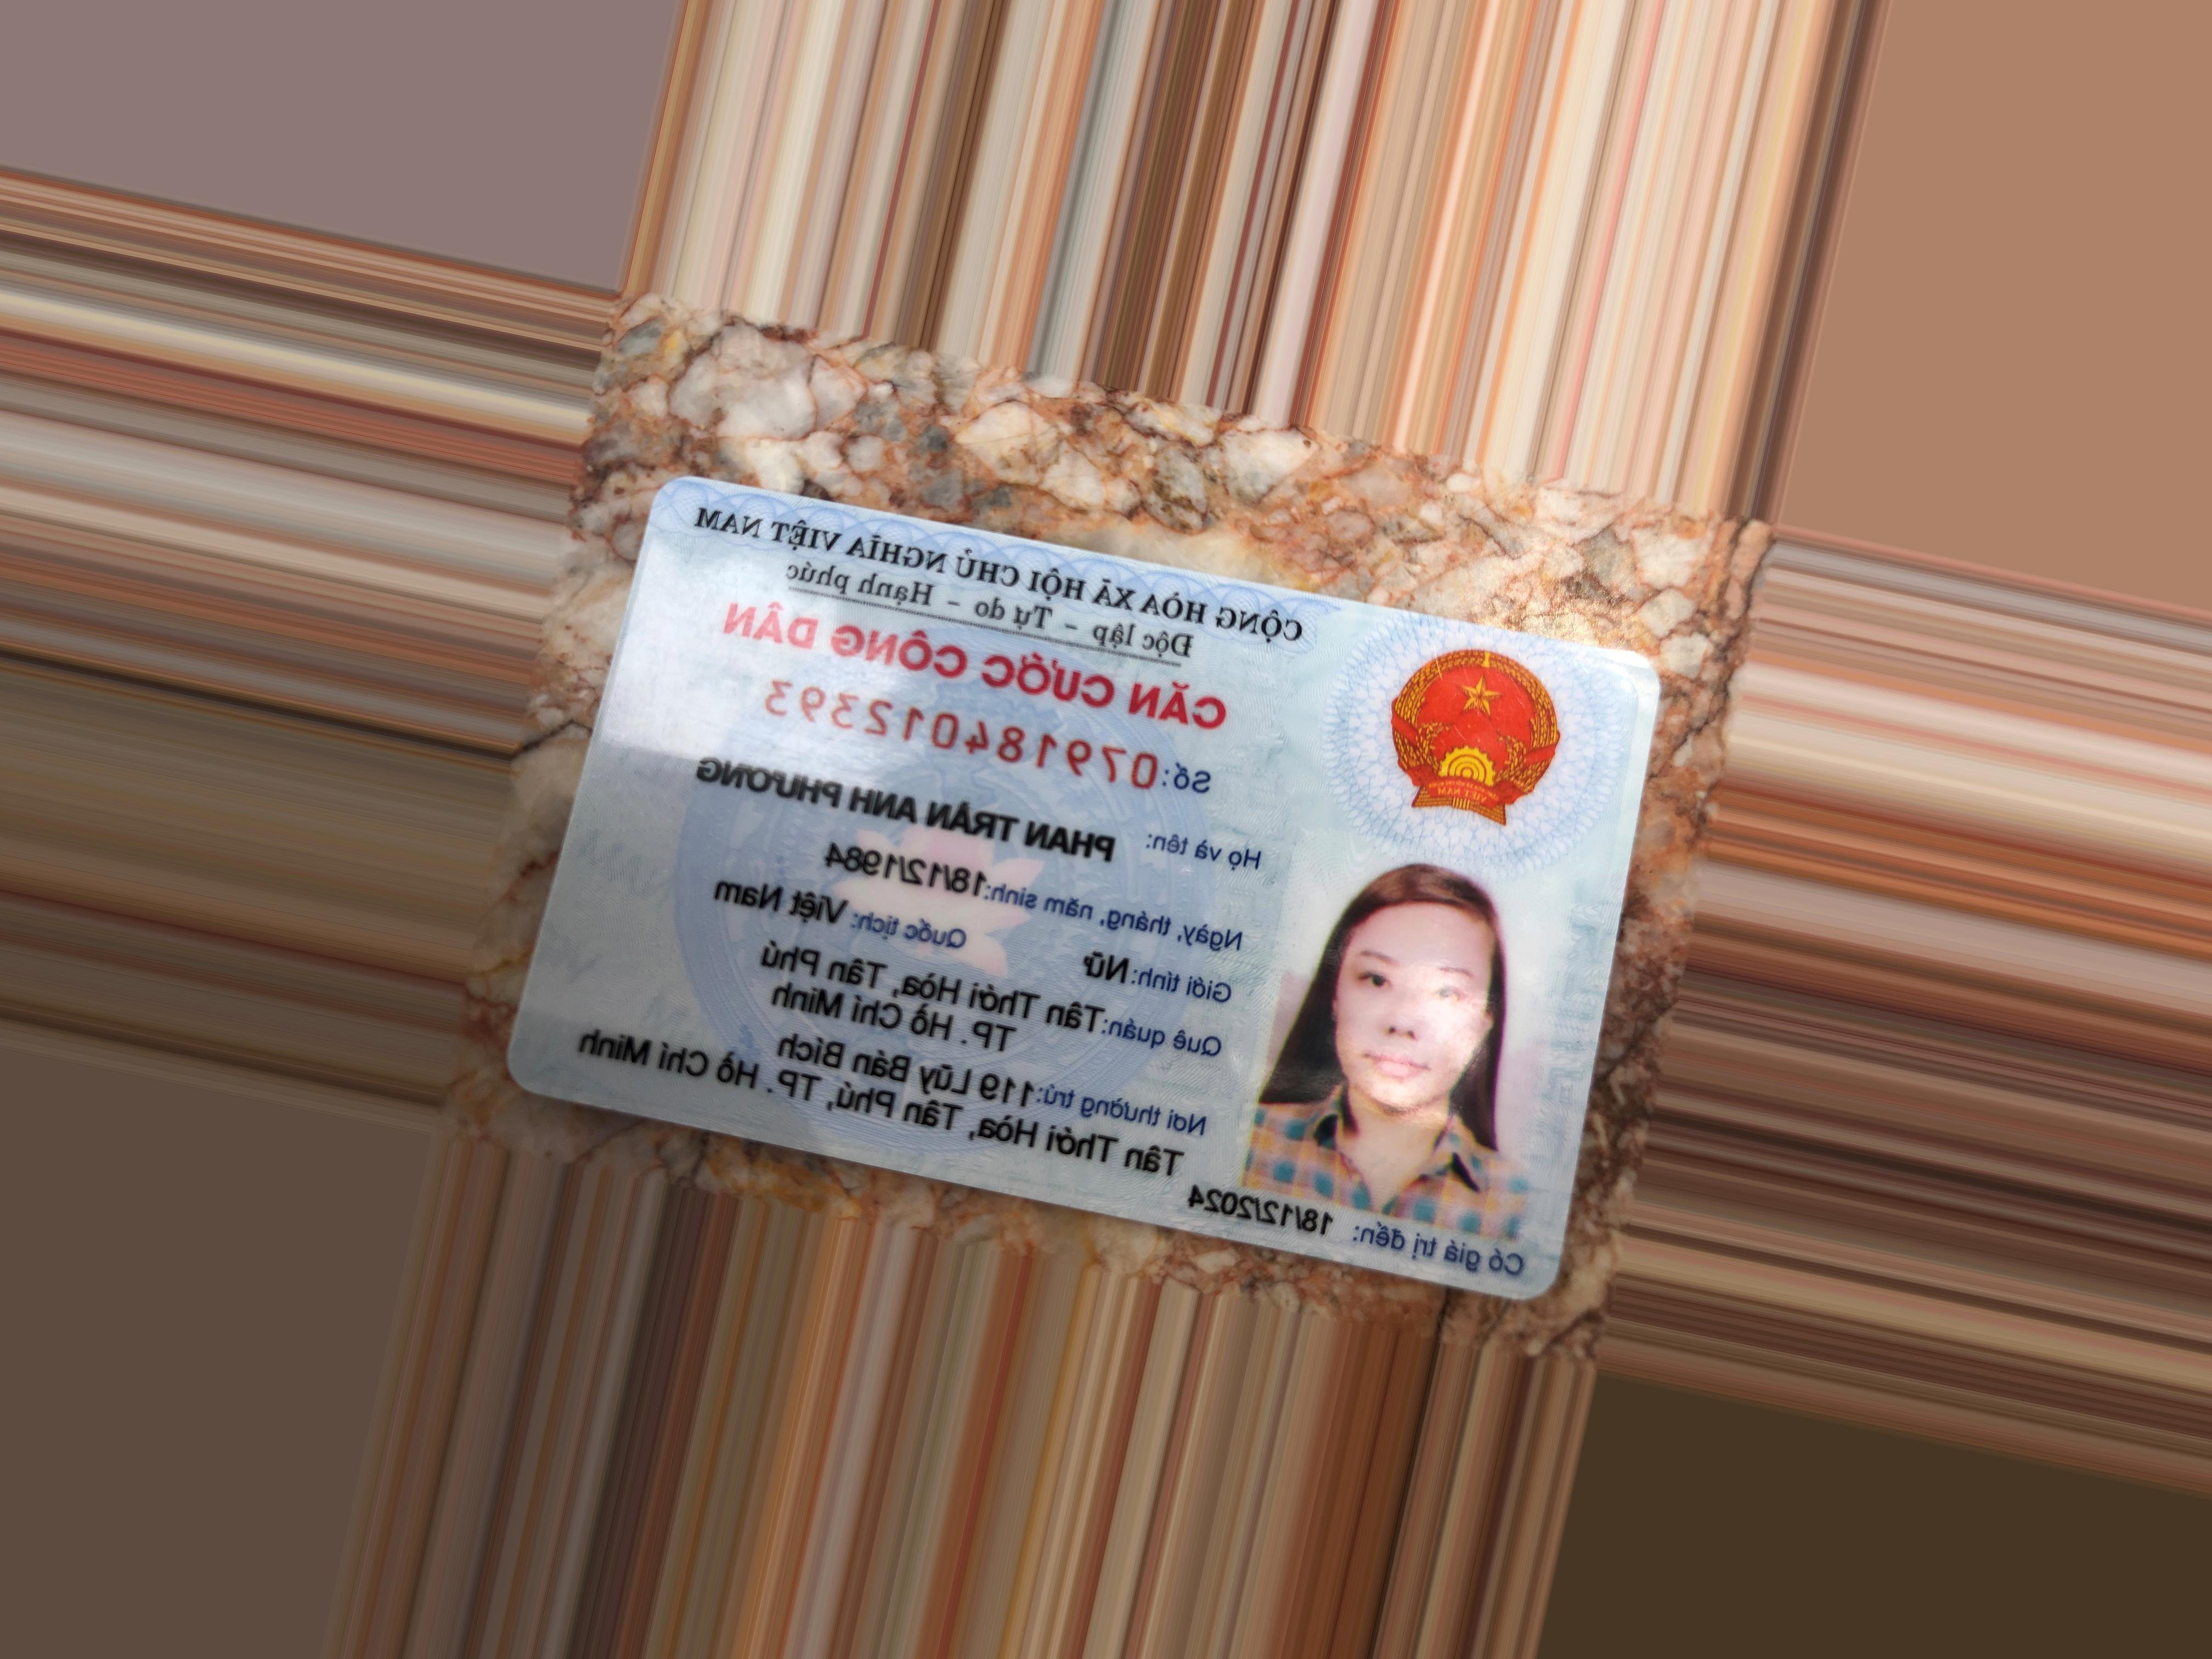 CỘNG HÒA XÃ HỘI CHỦ NGHĨA VIỆT NAM
Độc lập - Tự do - Hạnh phúc
CĂN CƯỚC CÔNG DÂN
Số: 079184012393
Họ và tên: PHAN TRẦN ANH PHƯƠNG
Ngày, tháng, năm sinh: 18/12/1984
Giới tính: Nữ Quốc tịch: Việt Nam
Quê quán: Tân Thới Hòa, Tân Phú
TP. Hồ Chí Minh
Nơi thường trú: 119 Lũy Bán Bích
Tân Thới Hòa, Tân Phú, TP. Hồ Chí Minh
Có giá trị đến: 18/12/2024